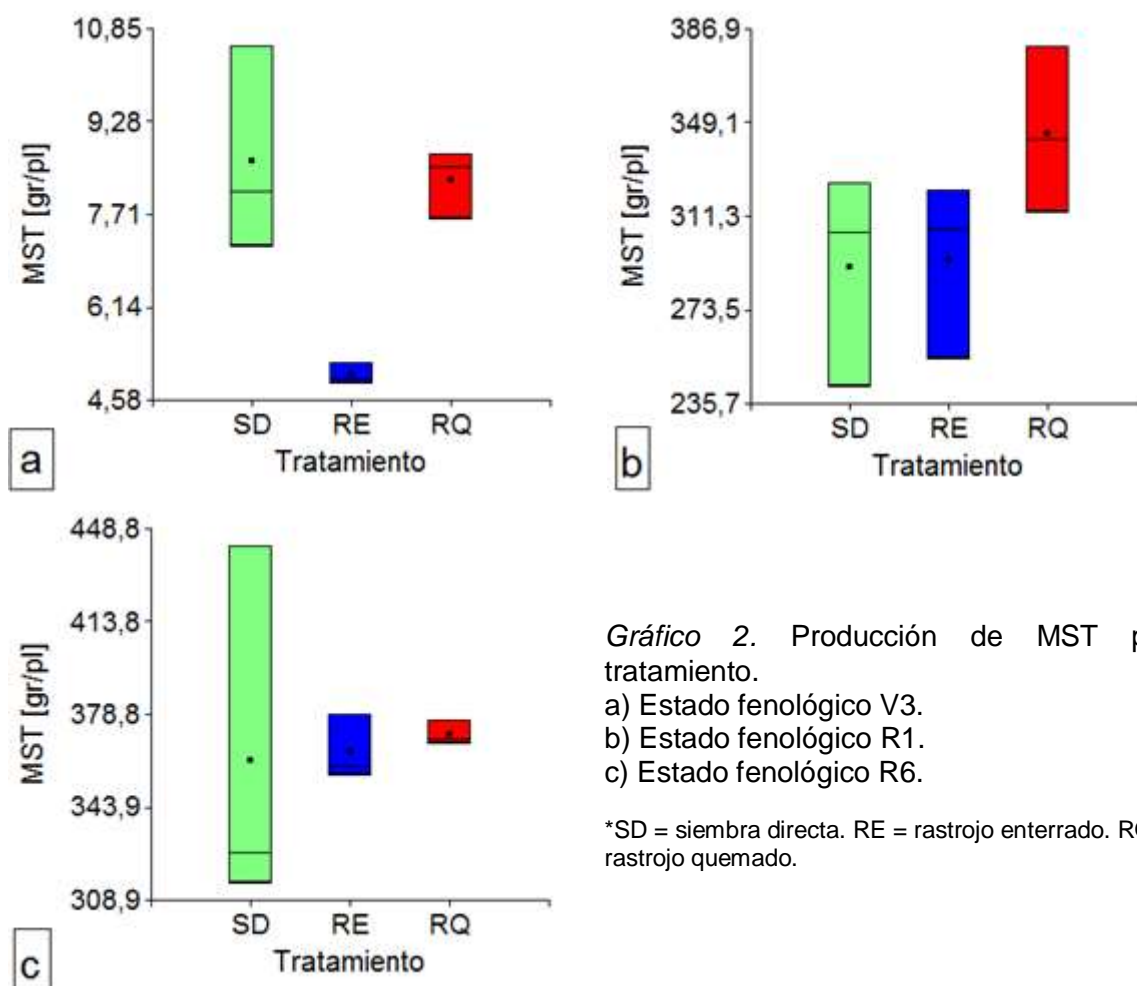 10,85
9,28
7,71
6,14
4,58
MST [gr/pl]
SD RE RQ
Tratamiento
a
386,9
349,1
311,3
273,5
235,7
MST [gr/pl]
SD RE RQ
Tratamiento
b
448,8
413,8
378,8
343,9
308,9
MST [gr/pl]
SD RE RQ
Tratamiento
c
Gráfico 2. Producción de MST
tratamiento.
a) Estado fenológico V3.
b) Estado fenológico R1.
c) Estado fenológico R6.
*SD = siembra directa. RE = rastrojo enterrado.
rastrojo quemado.